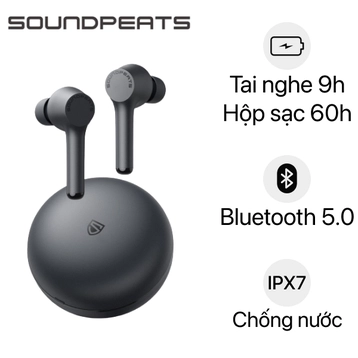 SOUNDPEATS
Tai nghe 9h
Hộp sạc 60h
Bluetooth 5.0
IPX7
Chống nước